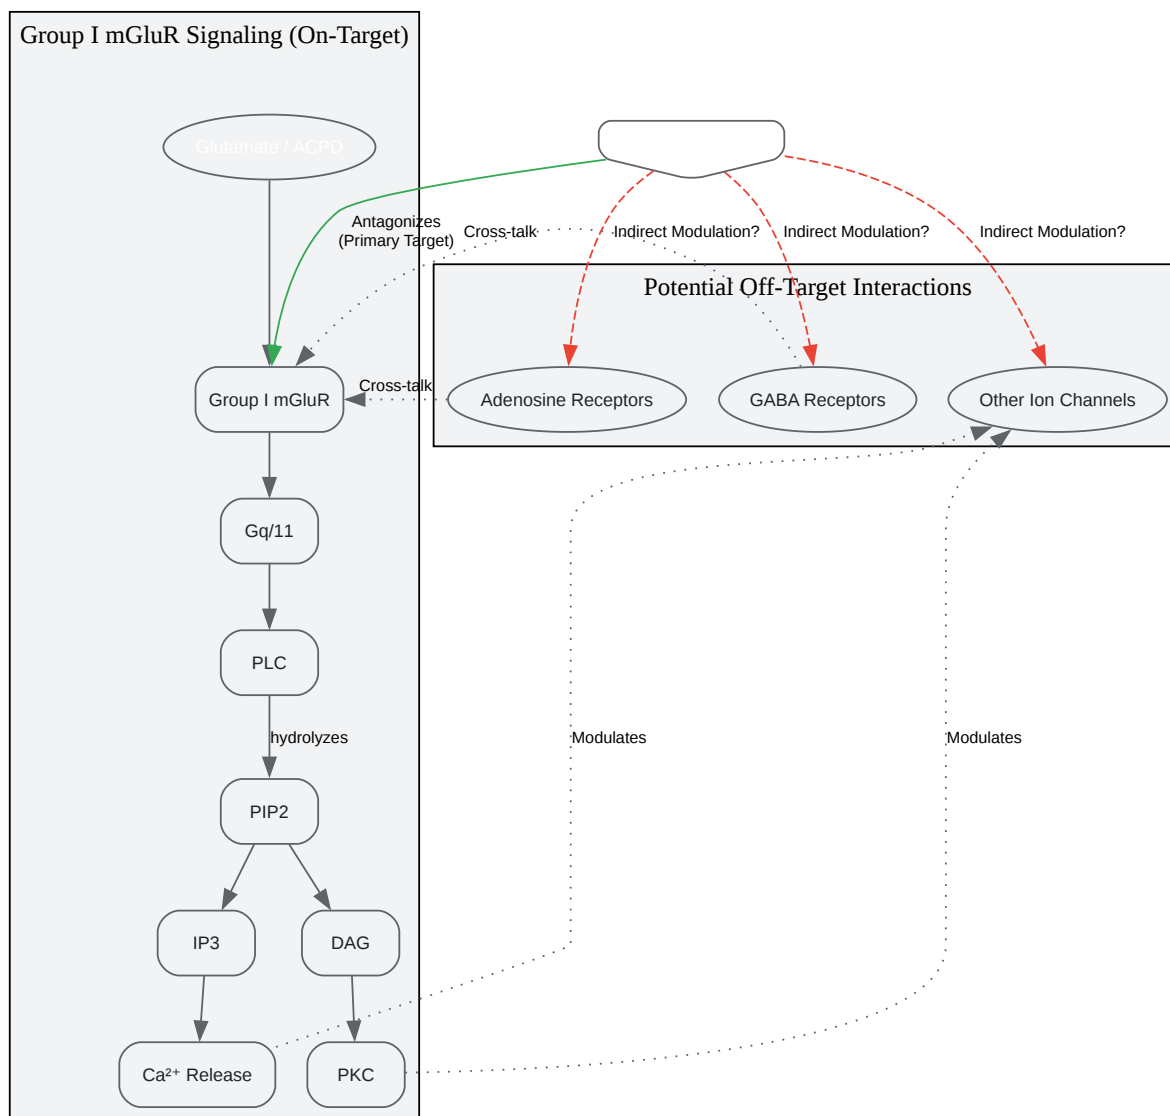 Group I mGluR Signaling (On-Target)
Glutamate / ACPD
Antagonizes
(Primary Target)
Cross-talk
Indirect Modulation?
Indirect Modulation?
Indirect Modulation?
Potential Off-Target Interactions
Cross-talk
Group I mGluR
Adenosine Receptors
GABA Receptors
Other Ion Channels
Gq/11
PLC
hydrolyzes
Modulates
Modulates
PIP2
IP3
DAG
Ca²⁺ Release
PKC